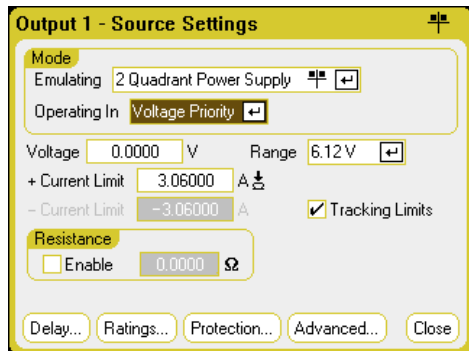 Output 1 - Source Settings
Mode
Emulating 2 Quadrant Power Supply
Operating In Voltage Priority
Voltage 0.0000 V Range 6.12 V
+ Current Limit 3.06000 A
- Current Limit -3.06000 A Tracking Limits
Resistance
Enable 0.0000 Ω
Delay... Ratings... Protection... Advanced... Close